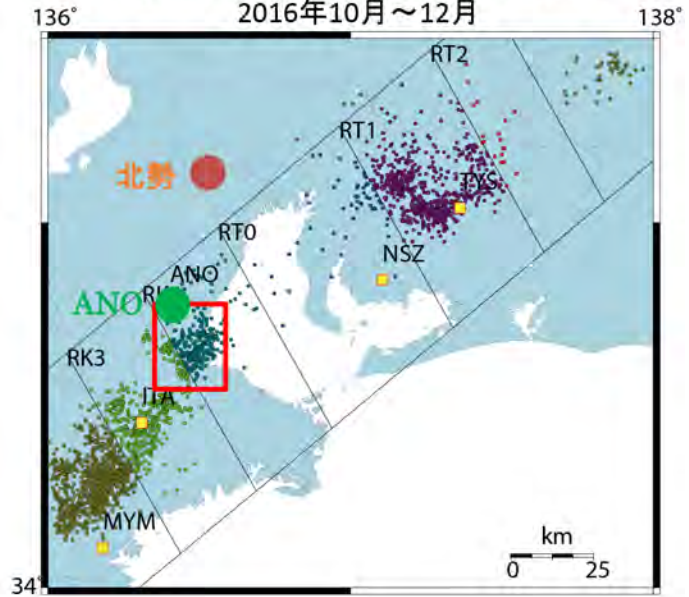 136° 2016年10月～12月 138°
RT2
RT1
北勢
TYS
RT0
NSZ
ANO
ANO
RK3
ITA
MYM
km
0 25
34°